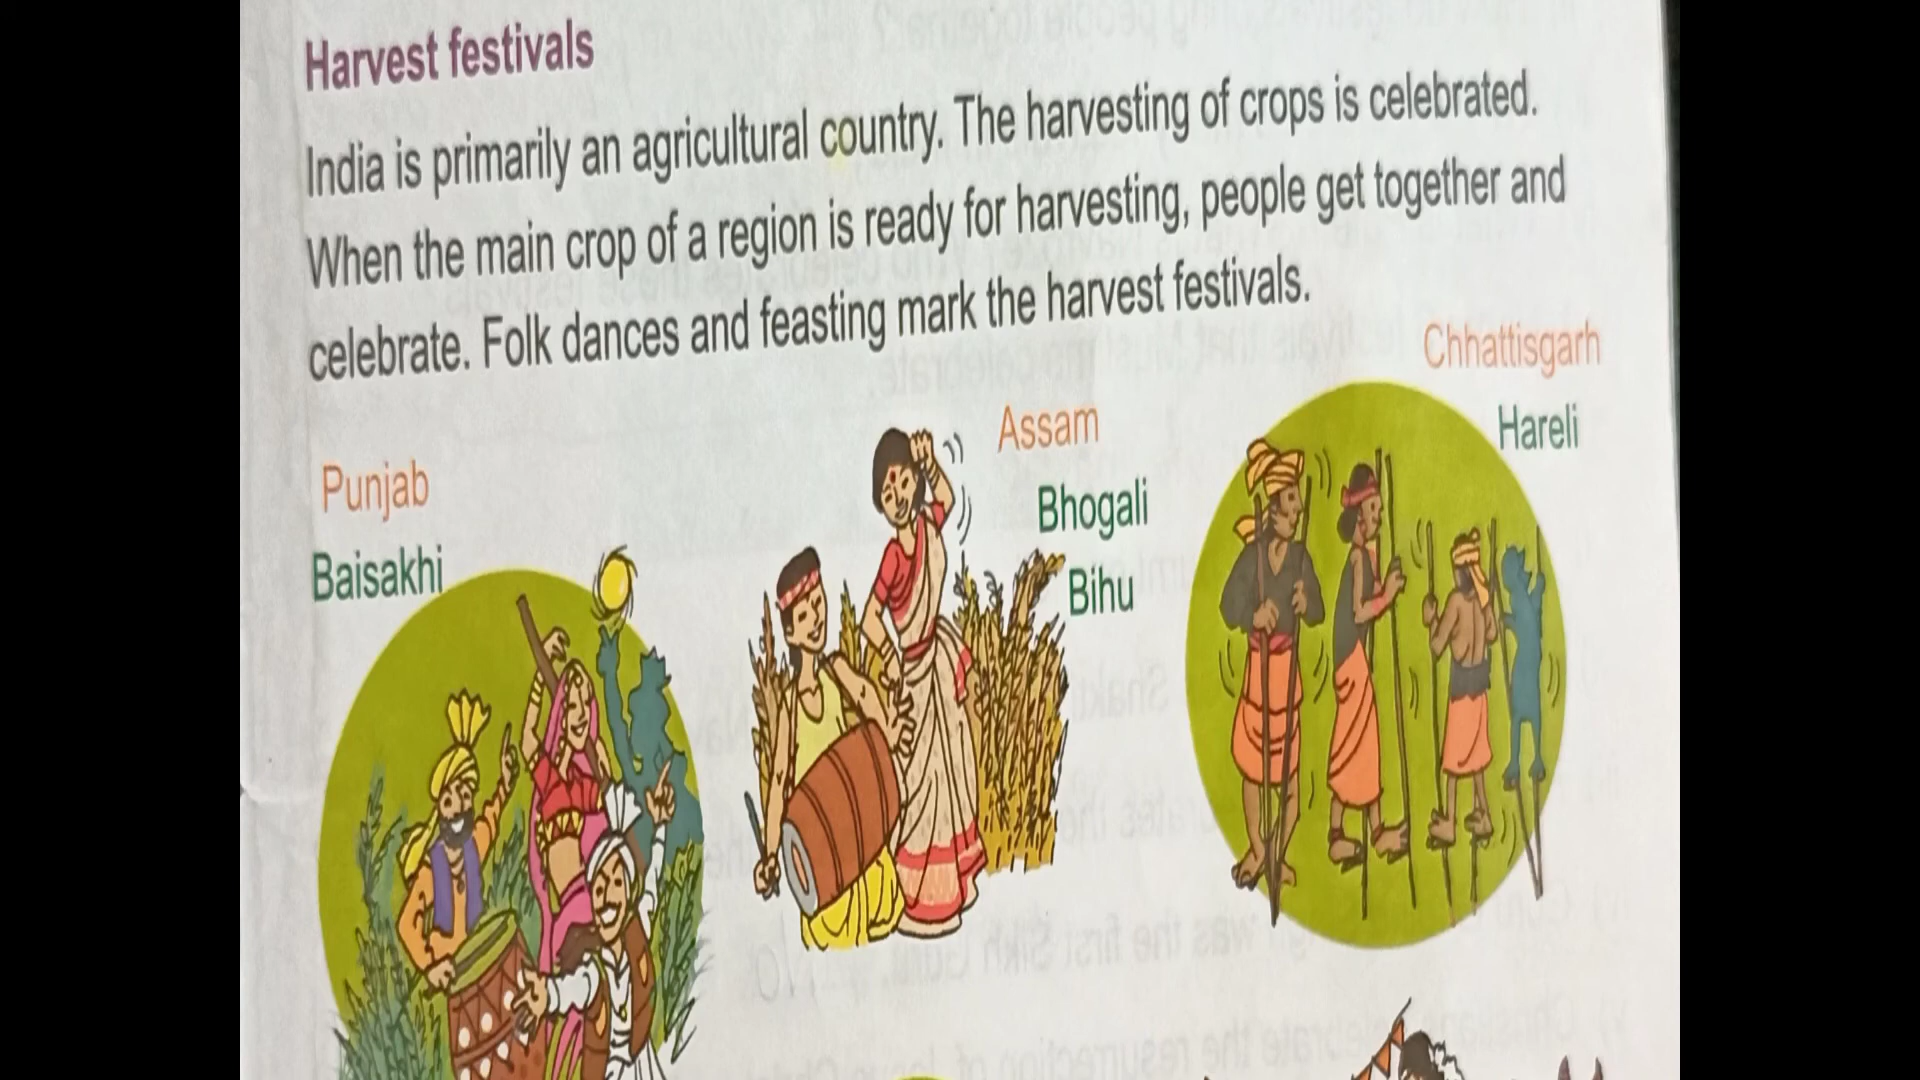 Harvest festivals
India is primarily an agricultural country. The harvesting of crops is celebrated.
When the main crop of a region is ready for harvesting, people get together and
celebrate. Folk dances and feasting mark the harvest festivals.
Chhattisgarh
Hareli
Assam
Bhogali
Bihu
Punjab
Baisakhi